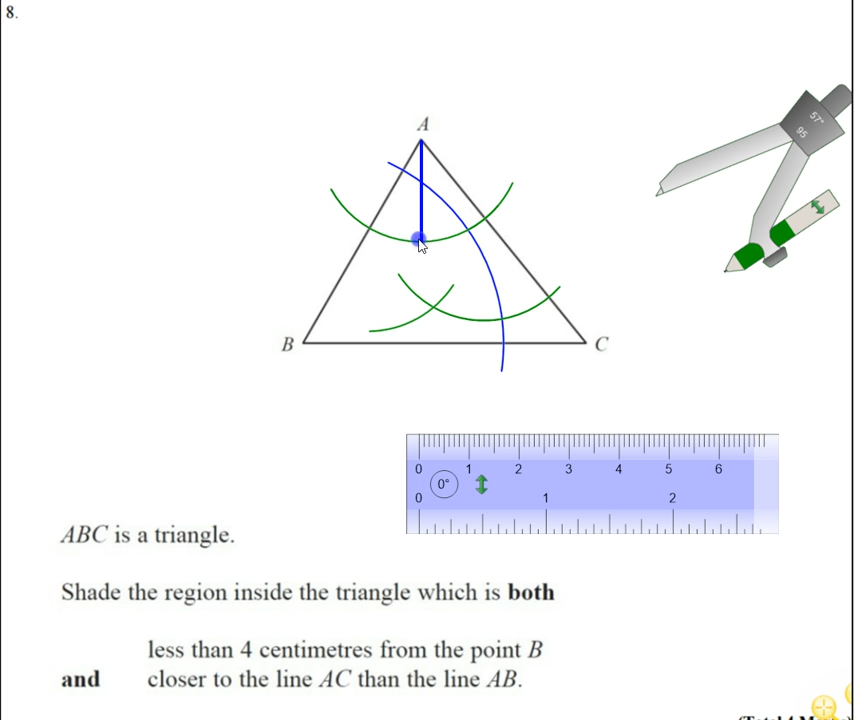 8.
A
57°
95
B
C
0 1 2 3 4 5 6
0°
0 1 2
ABC is a triangle.
Shade the region inside the triangle which is both
less than 4 centimetres from the point B
and closer to the line AC than the line AB.